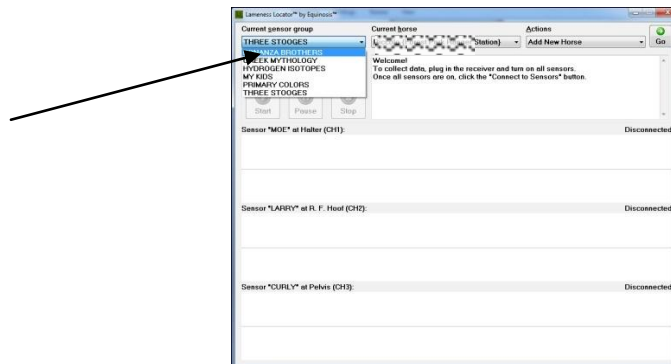 Lameness Locator™ by Equinosis™
Current sensor group
Current horse
Actions
THREE STOOGES
Station)
Add New Horse
Go
BROTHERS
MYTHOLOGY
HYDROGEN ISOTOPES
MY KIDS
PRIMARY COLORS
THREE STOOGES
Welcome!
To collect data, plug in the receiver and turn on all sensors.
Once all sensors are on, click the "Connect to Sensors" button.
Start
Pause
Stop
Sensor "MOE" at Halter (CH1):
Disconnected
Sensor "LARRY" at R. F. Hoof (CH2):
Disconnected
Sensor "CURLY" at Pelvis (CH3):
Disconnected